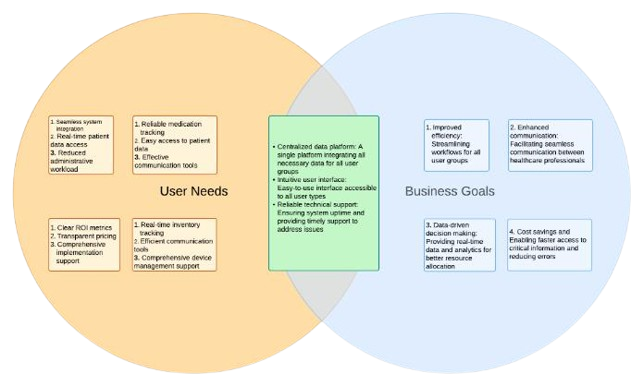 1. Seamless system
integration
2. Real-time patient
data access
3. Reduced
administrative
workload
1. Reliable medication
tracking
2. Easy access to patient
data
3. Effective
communication tools
User Needs
1. Clear ROI metrics
2. Transparent pricing
3. Comprehensive
implementation
support
1. Real-time inventory
tracking
2. Efficient communication
tools
3. Comprehensive device
management support
• Centralized data platform: A
single platform integrating all
necessary data for all user
groups
• Intuitive user interface:
Easy-to-use interface accessible
to all user types
• Reliable technical support:
Ensuring system uptime and
providing timely support to
address issues
1. Improved
efficiency:
Streamlining
workflows for all
user groups
2. Enhanced
communication:
Facilitating seamless
communication between
healthcare professionals
Business Goals
3. Data-driven
decision making:
Providing real-time
data and analytics for
better resource
allocation
4. Cost savings and
Enabling faster access to
critical information and
reducing errors